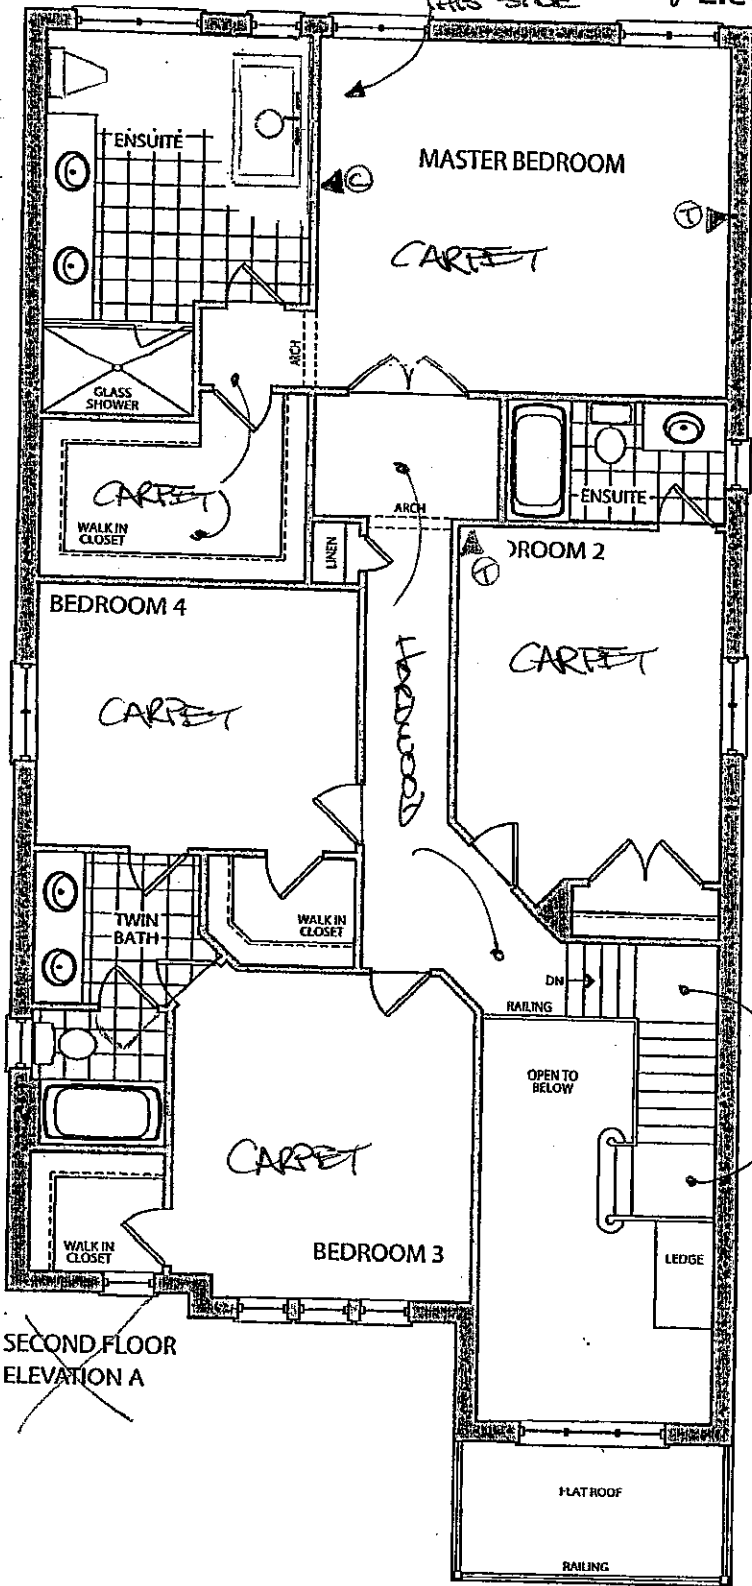 THIS SIDE
ENSUITE
MASTER BEDROOM
C
T
CARPET
ARCH
GLASS
SHOWER
CARPET
WALK IN
CLOSET
ARCH
ENSUITE
LINEN
T
ROOM 2
BEDROOM 4
CARPET
CARPET
HARDWOOD
TWIN
BATH
WALK IN
CLOSET
DN
RAILING
OPEN TO
BELOW
CARPET
WALK IN
CLOSET
BEDROOM 3
LEDGE
SECOND FLOOR
ELEVATION A
FLAT ROOF
RAILING